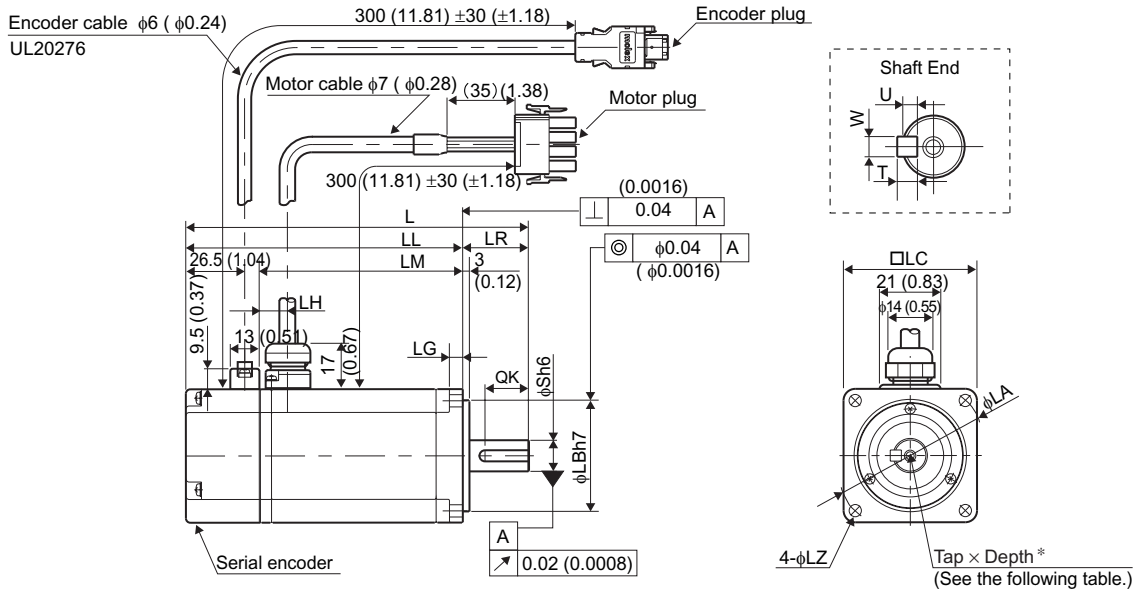 Encoder cable ϕ6 ( ϕ0.24)
UL20276
300 (11.81) ±30 (±1.18)
Encoder plug
molex
Motor cable ϕ7 ( ϕ0.28)
(35)(1.38)
Motor plug
300 (11.81) ±30 (±1.18)
Shaft End
U
W
T
(0.0016)
⊥ 0.04 A
L
LL
LR
◎ ϕ0.04 A
( ϕ0.0016)
26.5 (1.04)
LM
3
(0.12)
9.5 (0.37)
LH
13 (0.51)
17
(0.67)
LG
QK
ϕSh6
ϕLBh7
□LC
21 (0.83)
ϕ14 (0.55)
ϕLA
A
↗ 0.02 (0.0008)
Serial encoder
4-ϕLZ
Tap × Depth *
(See the following table.)